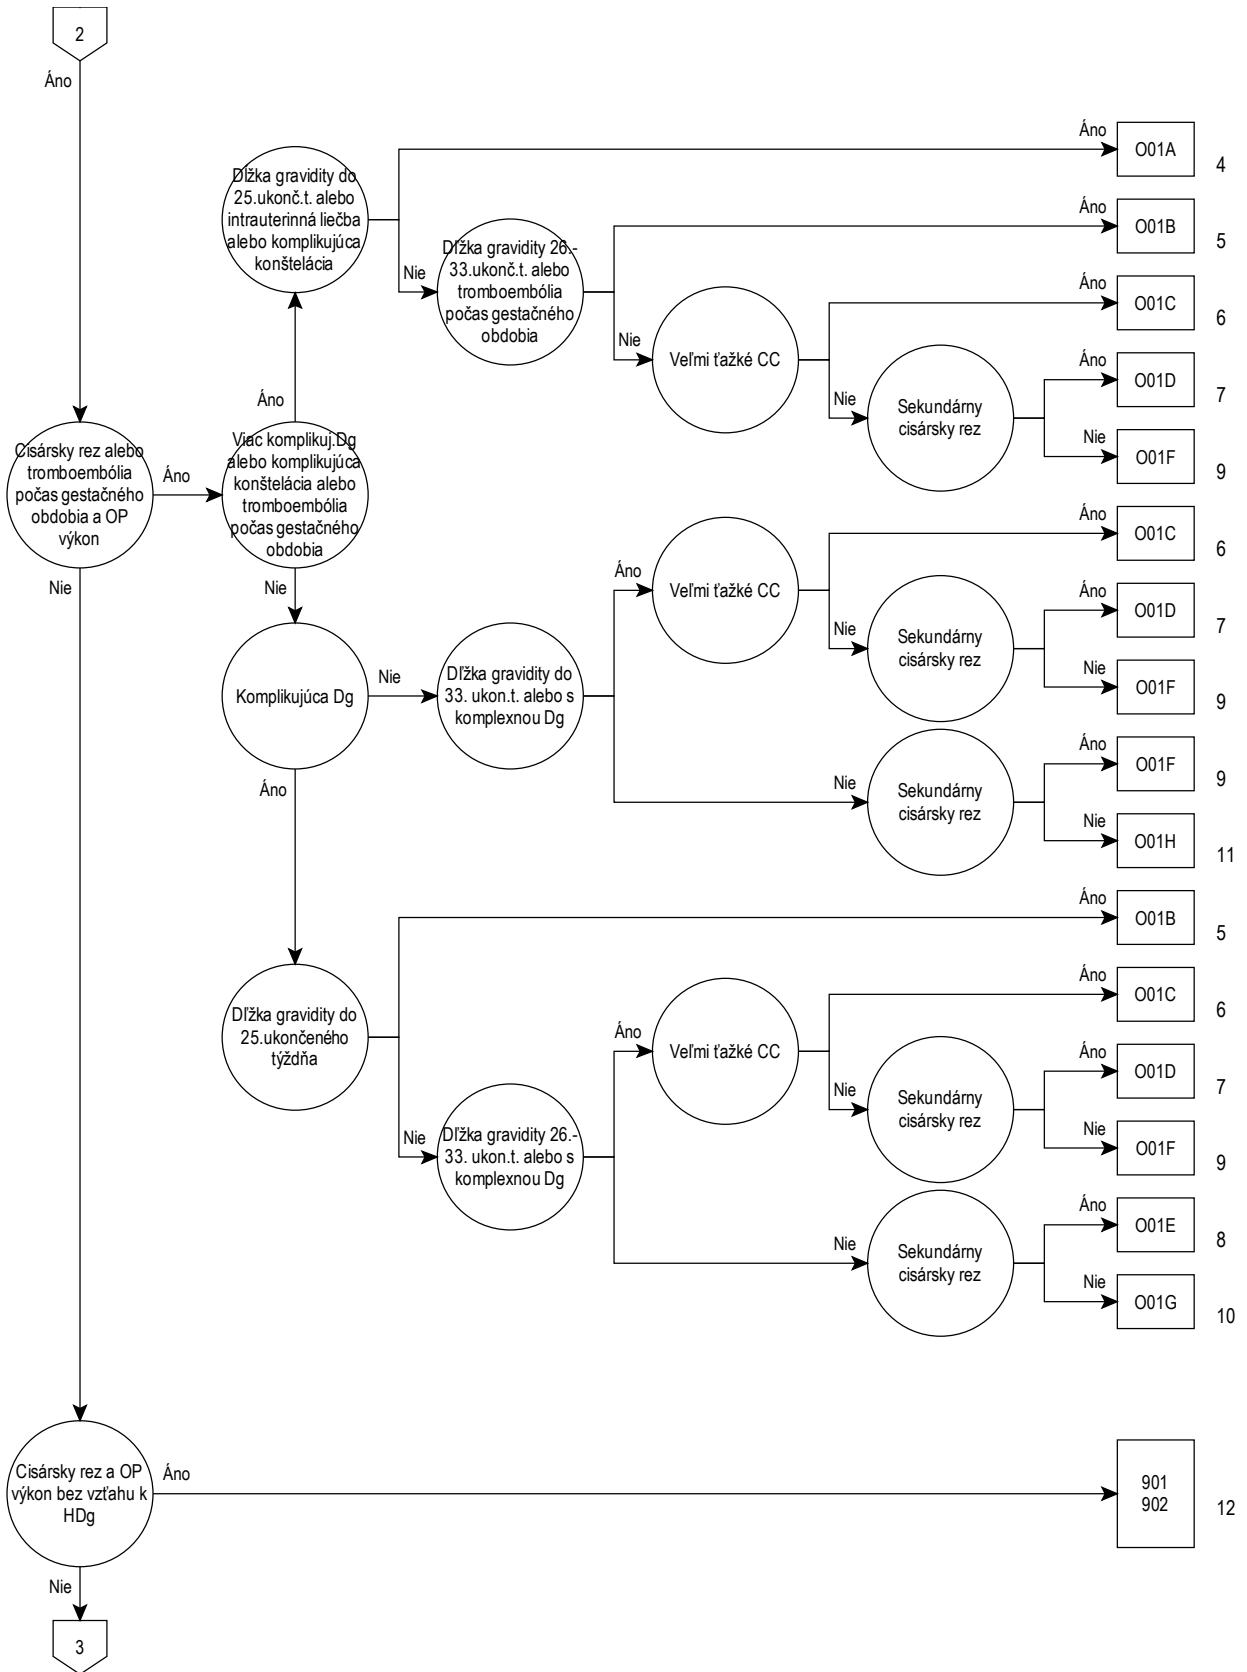 2
Áno
Áno
O01A
4
Dĺžka gravidity do
25.ukonč.t. alebo
intrauterinná liečba
alebo komplikujúca
konštelácia
Áno
O01B
5
Nie
Dĺžka gravidity 26.-
33.ukonč.t. alebo
tromboembólia
počas gestačného
obdobia
Áno
O01C
6
Nie
Veľmi ťažké CC
Áno
O01D
7
Nie
Sekundárny
cisársky rez
Nie
O01F
9
Áno
Cisársky rez alebo
tromboembólia
počas gestačného
obdobia a OP
výkon
Áno
Viac komplikuj.Dg
alebo komplikujúca
konštelácia alebo
tromboembólia
počas gestačného
obdobia
Áno
O01C
6
Áno
Veľmi ťažké CC
Nie
Nie
Áno
O01D
7
Nie
Sekundárny
cisársky rez
Nie
O01F
9
Komplikujúca Dg
Nie
Dĺžka gravidity do
33. ukon.t. alebo s
komplexnou Dg
Áno
O01F
9
Nie
Sekundárny
cisársky rez
Nie
O01H
11
Áno
Áno
O01B
5
Dĺžka gravidity do
25.ukončeného
týždňa
Áno
O01C
6
Áno
Veľmi ťažké CC
Áno
O01D
7
Nie
Sekundárny
cisársky rez
Nie
O01F
9
Nie
Dĺžka gravidity 26.-
33. ukon.t. alebo s
komplexnou Dg
Áno
O01E
8
Nie
Sekundárny
cisársky rez
Nie
O01G
10
Cisársky rez a OP
výkon bez vzťahu k
HDg
Áno
901
902
12
Nie
3